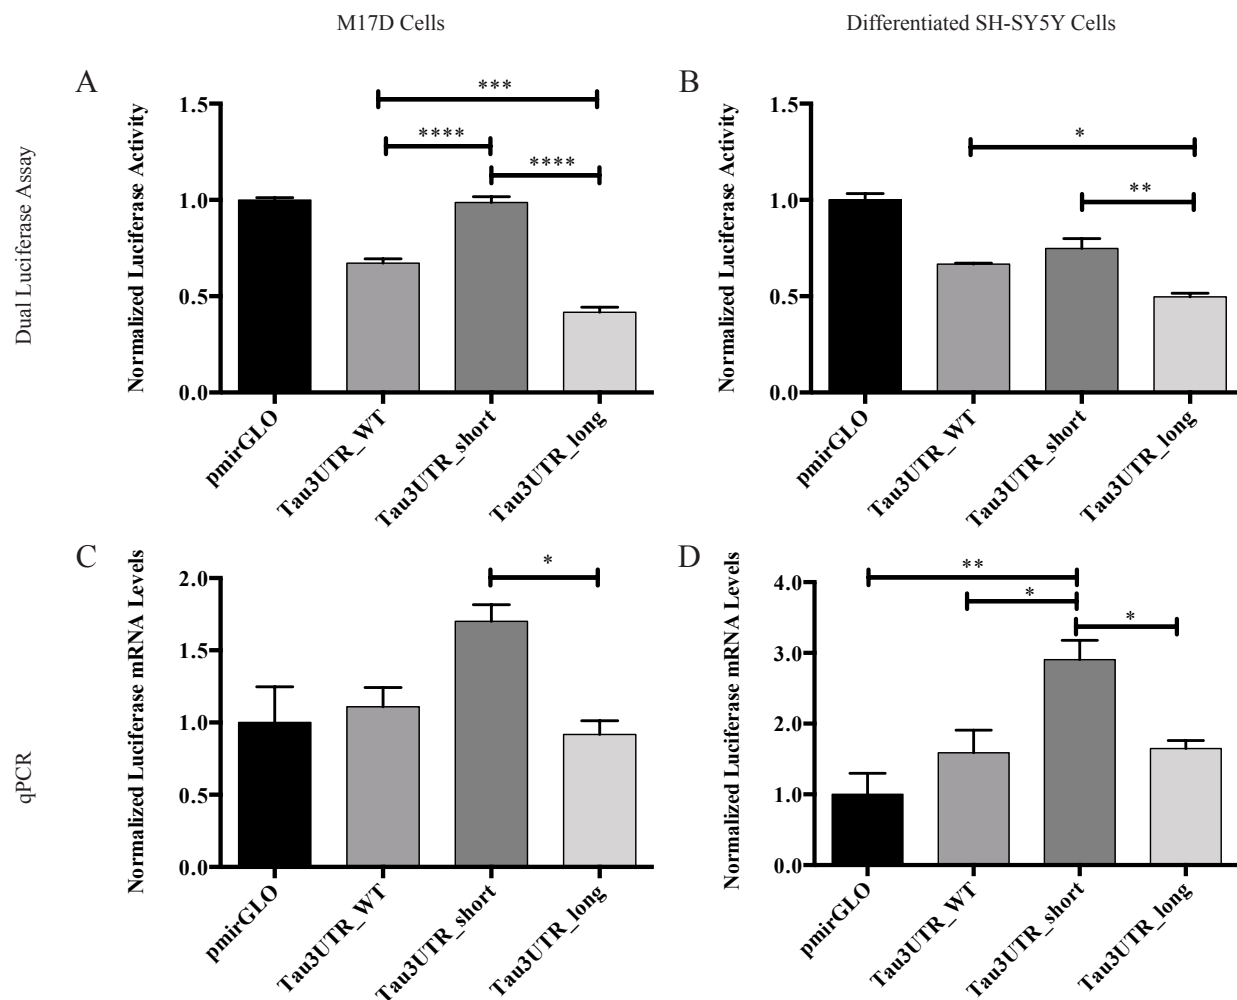 M17D Cells
Differentiated SH-SY5Y Cells
Dual Luciferase Assay
A
Normalized Luciferase Activity
1.5
1.0
0.5
0.0
***
****
****
pmirGLO
Tau3UTR_WT
Tau3UTR_short
Tau3UTR_long
B
Normalized Luciferase Activity
1.5
1.0
0.5
0.0
*
**
pmirGLO
Tau3UTR_WT
Tau3UTR_short
Tau3UTR_long
qPCR
C
Normalized Luciferase mRNA Levels
2.0
1.5
1.0
0.5
0.0
*
pmirGLO
Tau3UTR_WT
Tau3UTR_short
Tau3UTR_long
D
Normalized Luciferase mRNA Levels
4.0
3.0
2.0
1.0
0.0
**
*
*
pmirGLO
Tau3UTR_WT
Tau3UTR_short
Tau3UTR_long